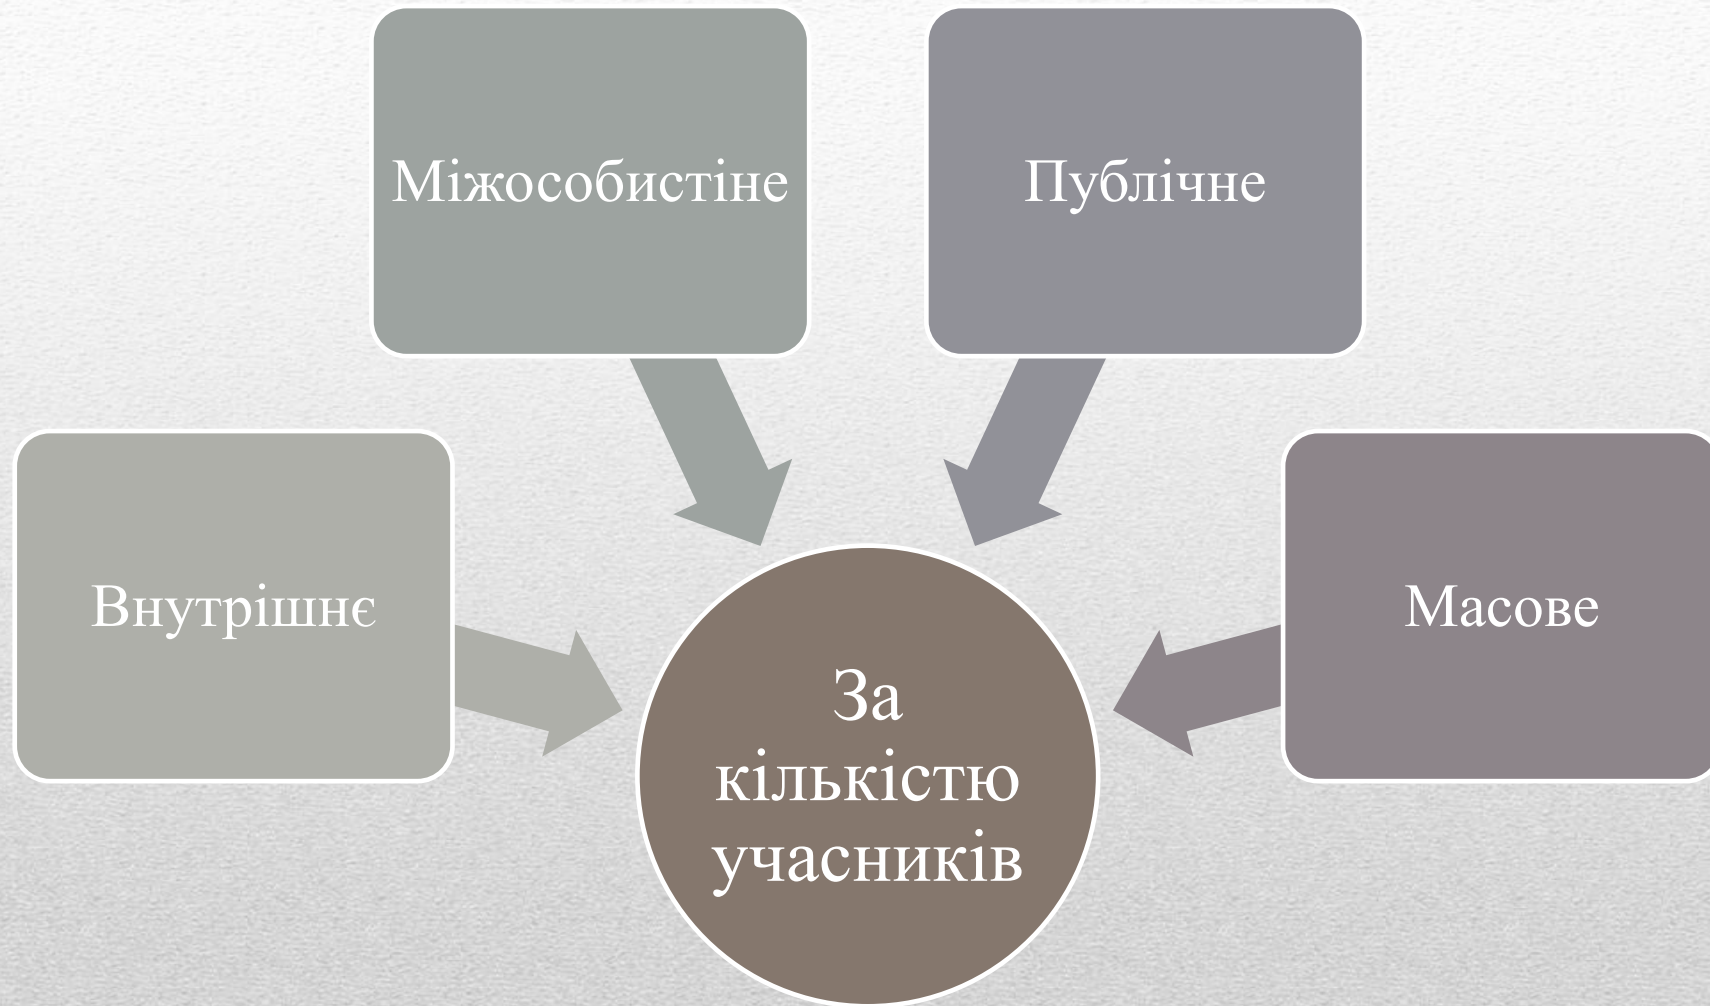 Міжособистіне
Публічне
Внутрішнє
Масове
За
кількістю
учасників